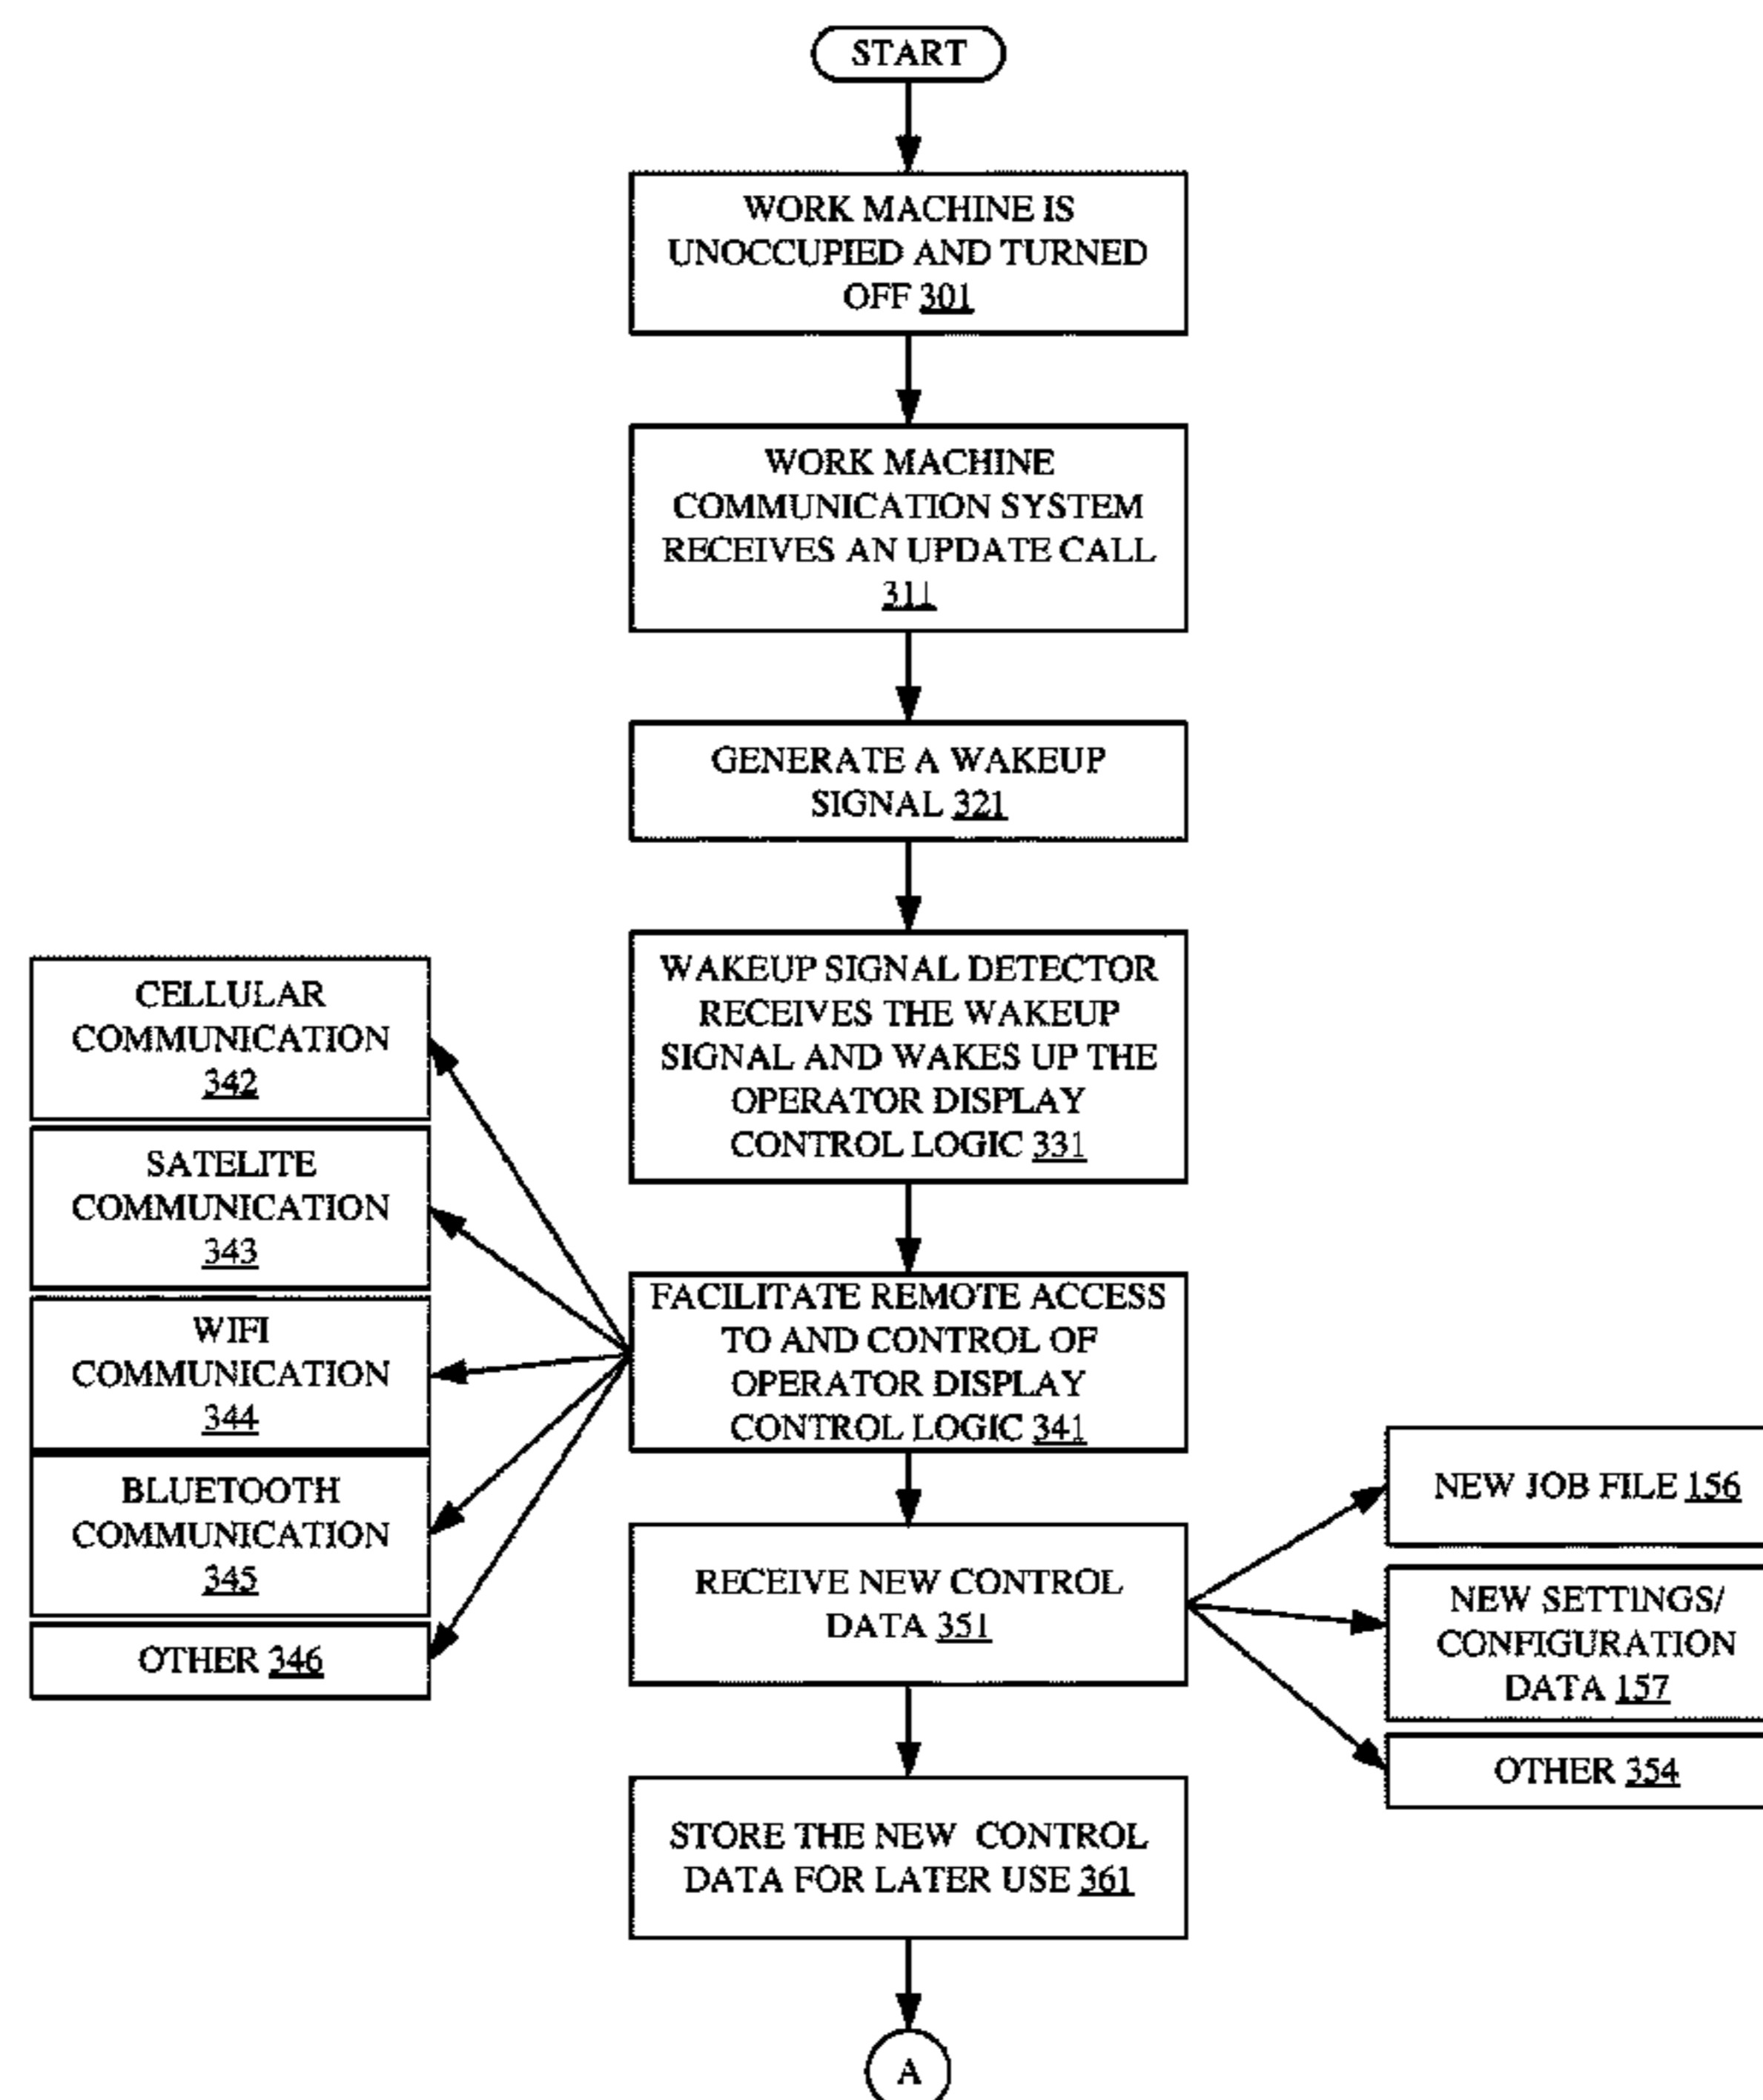 START
WORK MACHINE IS
UNOCCUPIED AND TURNED
OFF 301
WORK MACHINE
COMMUNICATION SYSTEM
RECEIVES AN UPDATE CALL
311
GENERATE A WAKEUP
SIGNAL 321
WAKEUP SIGNAL DETECTOR
RECEIVES THE WAKEUP
SIGNAL AND WAKES UP THE
OPERATOR DISPLAY
CONTROL LOGIC 331
CELLULAR
COMMUNICATION
342
SATELITE
COMMUNICATION
343
WIFI
COMMUNICATION
344
BLUETOOTH
COMMUNICATION
345
OTHER 346
FACILITATE REMOTE ACCESS
TO AND CONTROL OF
OPERATOR DISPLAY
CONTROL LOGIC 341
RECEIVE NEW CONTROL
DATA 351
NEW JOB FILE 156
NEW SETTINGS/
CONFIGURATION
DATA 157
OTHER 354
STORE THE NEW CONTROL
DATA FOR LATER USE 361
A